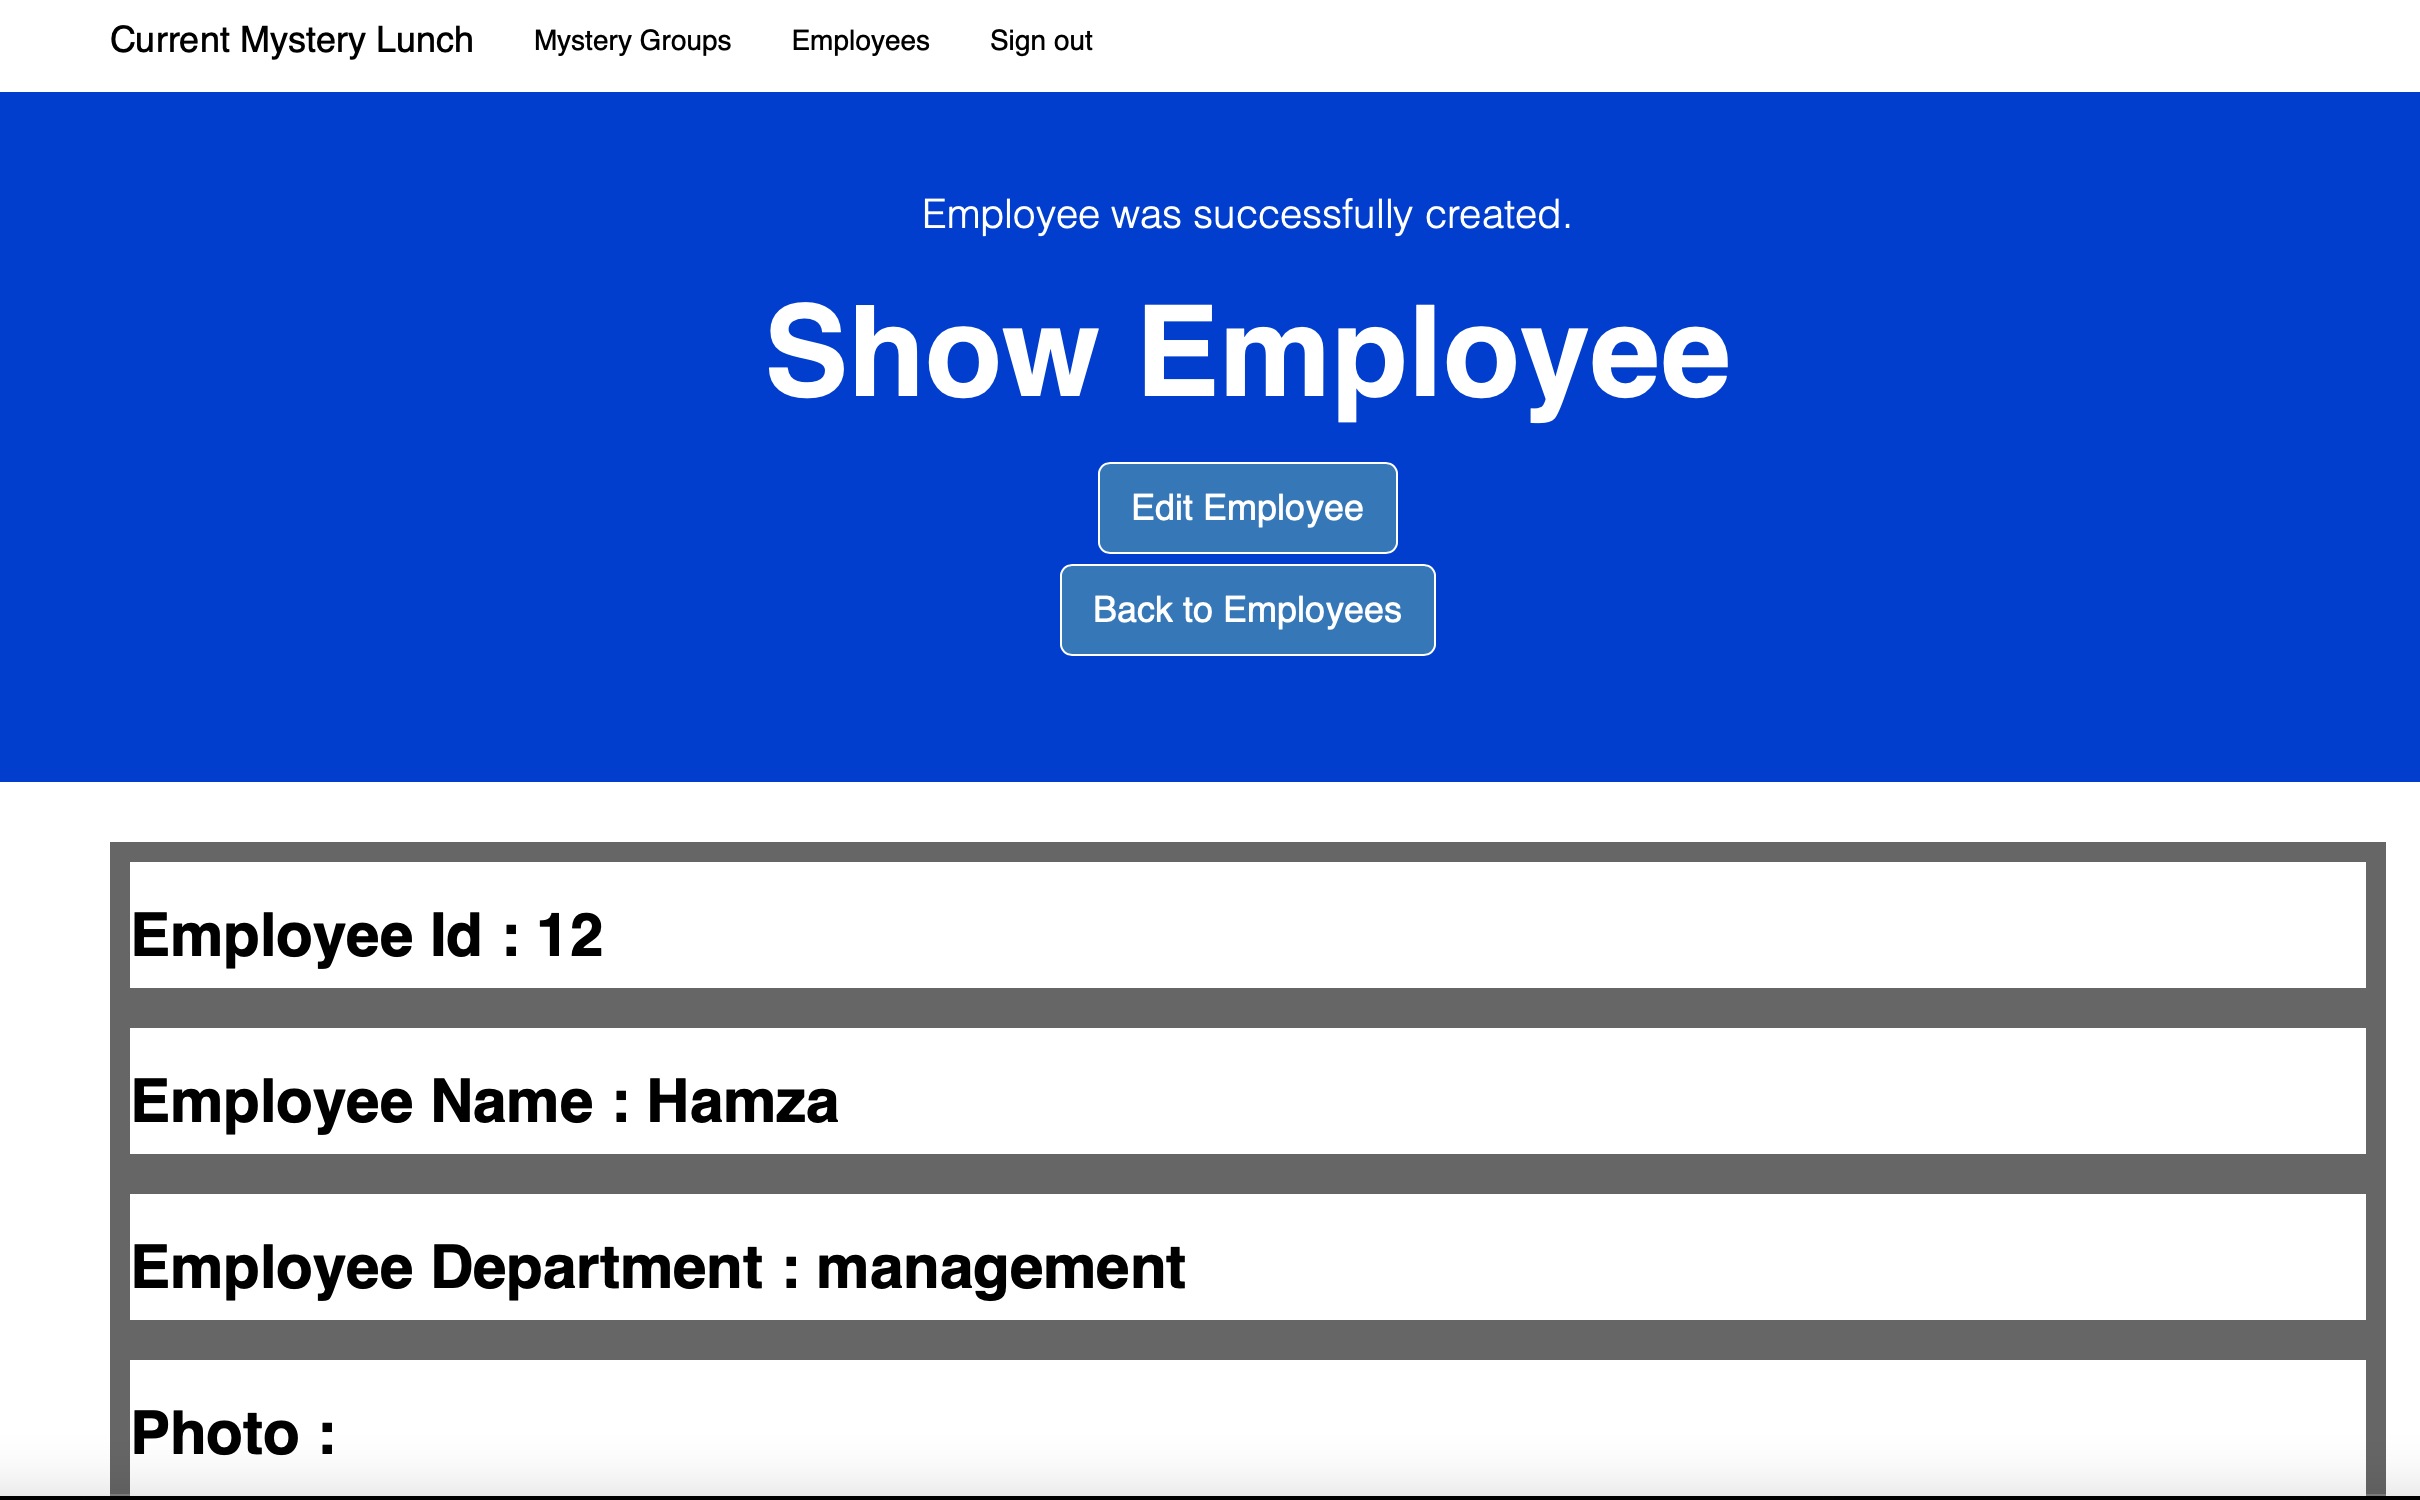 Current Mystery Lunch Mystery Groups Employees Sign out
Employee was successfully created.
Show Employee
Edit Employee
Back to Employees
Employee Id : 12
Employee Name : Hamza
Employee Department : management
Photo :